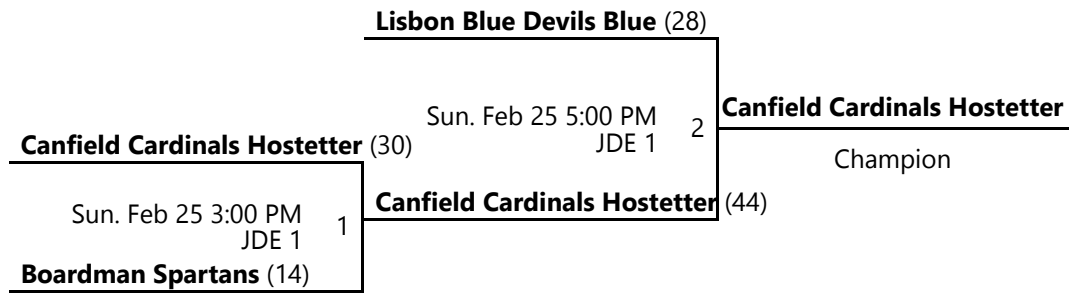 Lisbon Blue Devils Blue (28)
Sun. Feb 25 5:00 PM
JDE 1
2
Canfield Cardinals Hostetter
Champion
Canfield Cardinals Hostetter (30)
Canfield Cardinals Hostetter (44)
Sun. Feb 25 3:00 PM
JDE 1
1
Boardman Spartans (14)